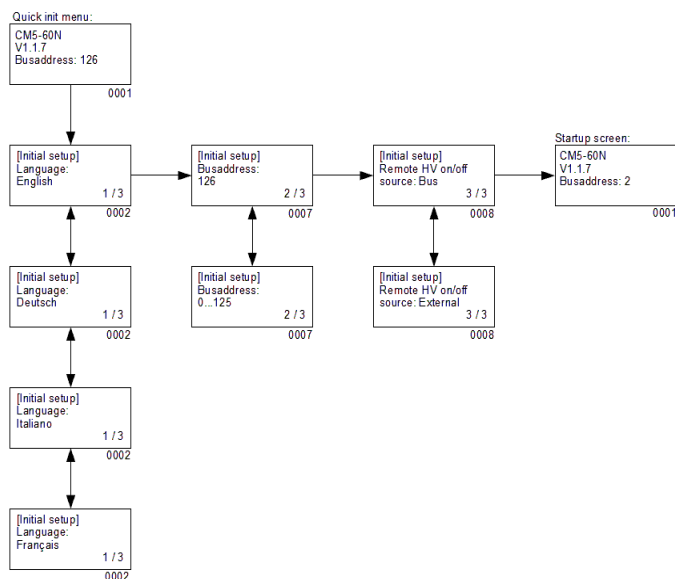 Quick init menu:
CM5-60N
V1.1.7
Busaddress: 126
0001
[Initial setup]
Language:
English
1 / 3
0002
[Initial setup]
Busaddress:
126
2 / 3
0007
[Initial setup]
Remote HV on/off
source: Bus
3 / 3
0008
Startup screen:
CM5-60N
V1.1.7
Busaddress: 2
0001
[Initial setup]
Language:
Deutsch
1 / 3
0002
[Initial setup]
Busaddress:
0...125
2 / 3
0007
[Initial setup]
Remote HV on/off
source: External
3 / 3
0008
[Initial setup]
Language:
Italiano
1 / 3
0002
[Initial setup]
Language:
Français
1 / 3
0002